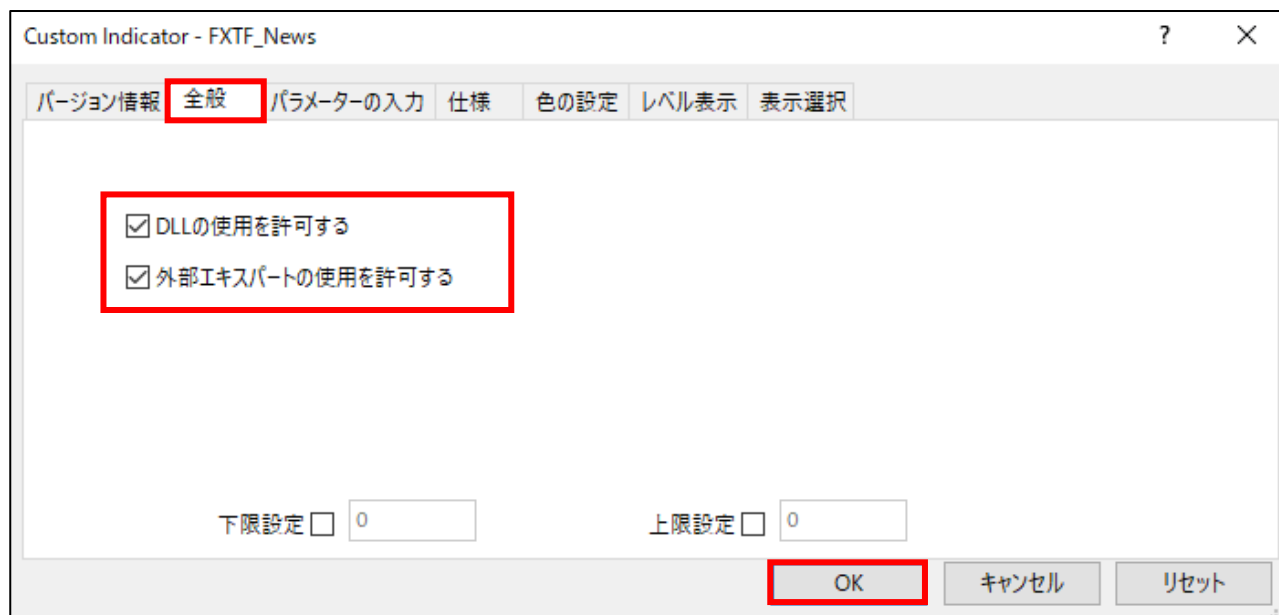 Custom Indicator - FXTF_News ? ×
バージョン情報 全般 パラメーターの入力 仕様 色の設定 レベル表示 表示選択
DLLの使用を許可する
外部エキスパートの使用を許可する
下限設定 0 上限設定 0
OK キャンセル リセット